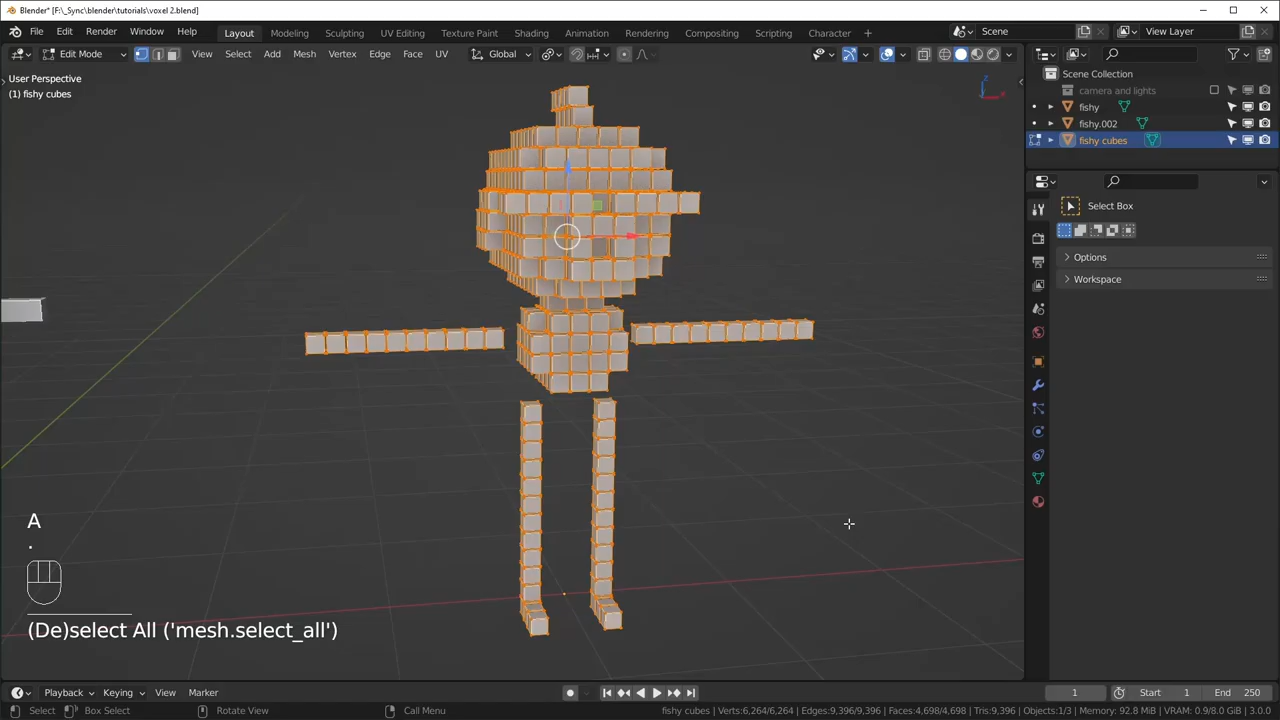 Blender* [F:\_Sync\blender\tutorials\voxel 2.blend]
File Edit Render Window Help Layout Modeling Sculpting UV Editing Texture Paint Shading Animation Rendering Compositing Scripting Character + Scene View Layer
Edit Mode View Select Add Mesh Vertex Edge Face UV Global
User Perspective
(1) fishy cubes
Scene Collection
camera and lights
fishy
fishy.002
fishy cubes
Select Box
Options
Workspace
A
.
(De)select All ('mesh.select_all')
Playback Keying View Marker 1 Start 1 End 250
Select Box Select Rotate View Call Menu fishy cubes | Verts:6,264/6,264 | Edges:9,396/9,396 | Faces:4,698/4,698 | Tris:9,396 | Objects:1/3 | Memory: 92.8 MiB | VRAM: 0.9/8.0 GiB | 3.0.0
X
Z